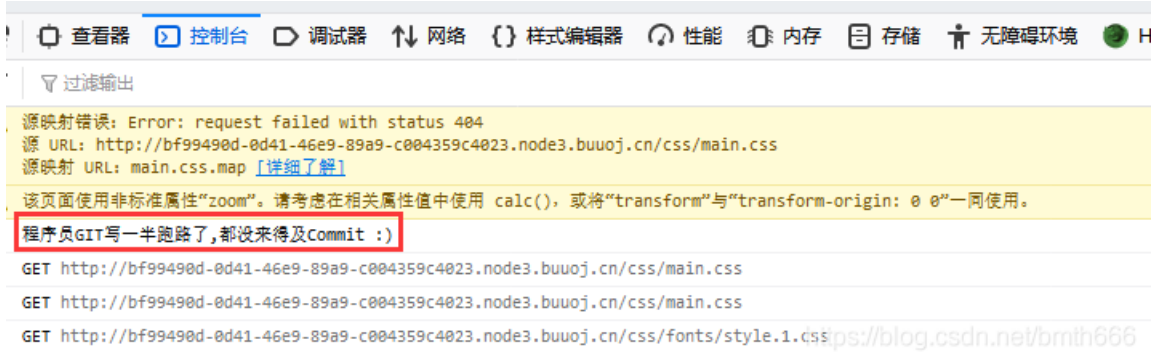 查看器 控制台 调试器 网络 {} 样式编辑器 性能 内存 存储 无障碍环境 H
过滤输出
源映射错误: Error: request failed with status 404
源 URL: http://bf99490d-0d41-46e9-89a9-c004359c4023.node3.buuoj.cn/css/main.css
源映射 URL: main.css.map [详细了解]
该页面使用非标准属性“zoom”。请考虑在相关属性值中使用 calc()，或将“transform”与“transform-origin: 0 0”一同使用。
程序员GIT写一半跑路了,都没来得及Commit :)
GET http://bf99490d-0d41-46e9-89a9-c004359c4023.node3.buuoj.cn/css/main.css
GET http://bf99490d-0d41-46e9-89a9-c004359c4023.node3.buuoj.cn/css/main.css
GET http://bf99490d-0d41-46e9-89a9-c004359c4023.node3.buuoj.cn/css/fonts/style.1.css
https://blog.csdn.net/bmth666